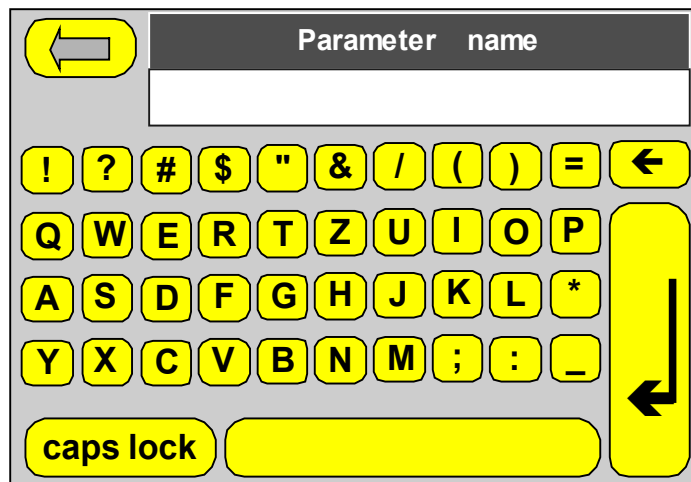 Parameter name
! ? # $ " & / ( ) =
Q W E R T Z U I O P
A S D F G H J K L *
Y X C V B N M ; : _
caps lock